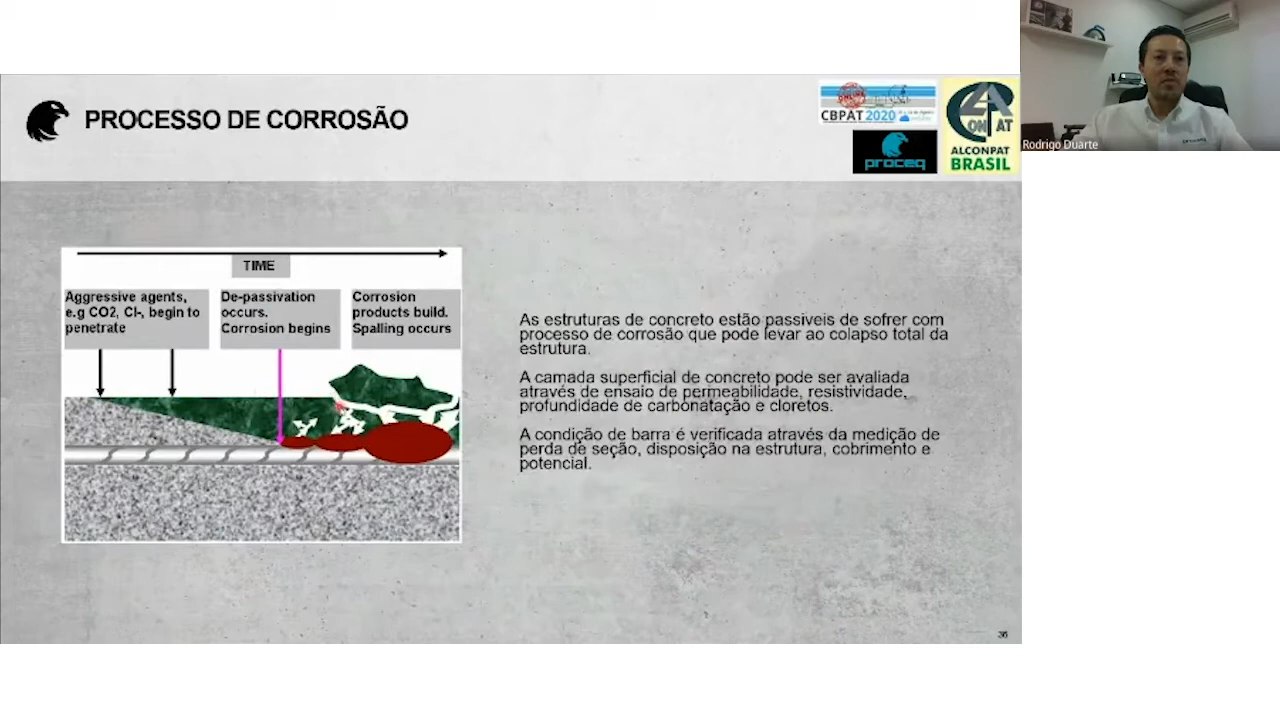 PROCESSO DE CORROSÃO
CBPAT 2020
proceq
ALCONPAT
BRASIL
Rodrigo Duarte
TIME
Aggressive agents,
e.g CO2, Cl-, begin to
penetrate
De-passivation
occurs.
Corrosion begins
Corrosion
products build.
Spalling occurs
As estruturas de concreto estão passiveis de sofrer com
processo de corrosão que pode levar ao colapso total da
estrutura.
A camada superficial de concreto pode ser avaliada
através de ensaio de permeabilidade, resistividade,
profundidade de carbonatação e cloretos.
A condição de barra é verificada através da medição de
perda de seção, disposição na estrutura, cobrimento e
potencial.
36